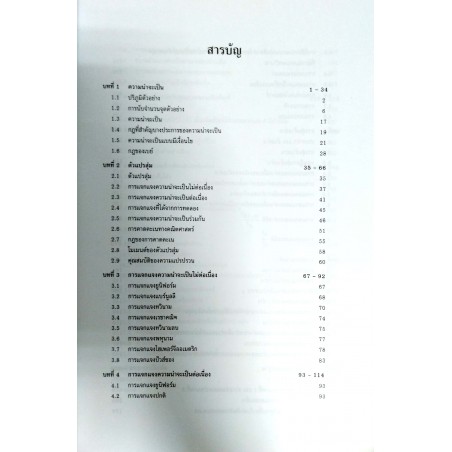 สารบัญ
บทที่ 1 ความน่าจะเป็น 1 - 34
1.1 ปริภูมิตัวอย่าง 2
1.2 การนับจำนวนจุดตัวอย่าง 6
1.3 ความน่าจะเป็น 17
1.4 กฎที่สำคัญบางประการของความน่าจะเป็น 19
1.5 ความน่าจะเป็นแบบมีเงื่อนไข 21
1.6 กฎของเบย์ 28
บทที่ 2 ตัวแปรสุ่ม 35 - 66
2.1 ตัวแปรสุ่ม 35
2.2 การแจกแจงความน่าจะเป็นไม่ต่อเนื่อง 37
2.3 การแจกแจงความน่าจะเป็นต่อเนื่อง 41
2.4 การแจกแจงที่ได้จากการทดลอง 45
2.5 การแจกแจงความน่าจะเป็นร่วมกัน 46
2.6 การคาดคะเนทางคณิตศาสตร์ 51
2.7 กฎของการคาดคะเน 55
2.8 โมเมนต์ของตัวแปรสุ่ม 58
2.9 คุณสมบัติของความแปรปรวน 60
บทที่ 3 การแจกแจงความน่าจะเป็นไม่ต่อเนื่อง 67 - 92
3.1 การแจกแจงยูนิฟอร์ม 67
3.2 การแจกแจงแบร์นูลลี 68
3.3 การแจกแจงทวินาม 70
3.4 การแจกแจงเรขาคณิต 74
3.5 การแจกแจงทวินามลบ 75
3.6 การแจกแจงพหุนาม 77
3.7 การแจกแจงไฮเพอร์จีออเมตริก 78
3.8 การแจกแจงปัวส์ซอง 85
บทที่ 4 การแจกแจงความน่าจะเป็นต่อเนื่อง 93 - 114
4.1 การแจกแจงยูนิฟอร์ม 93
4.2 การแจกแจงปกติ 93